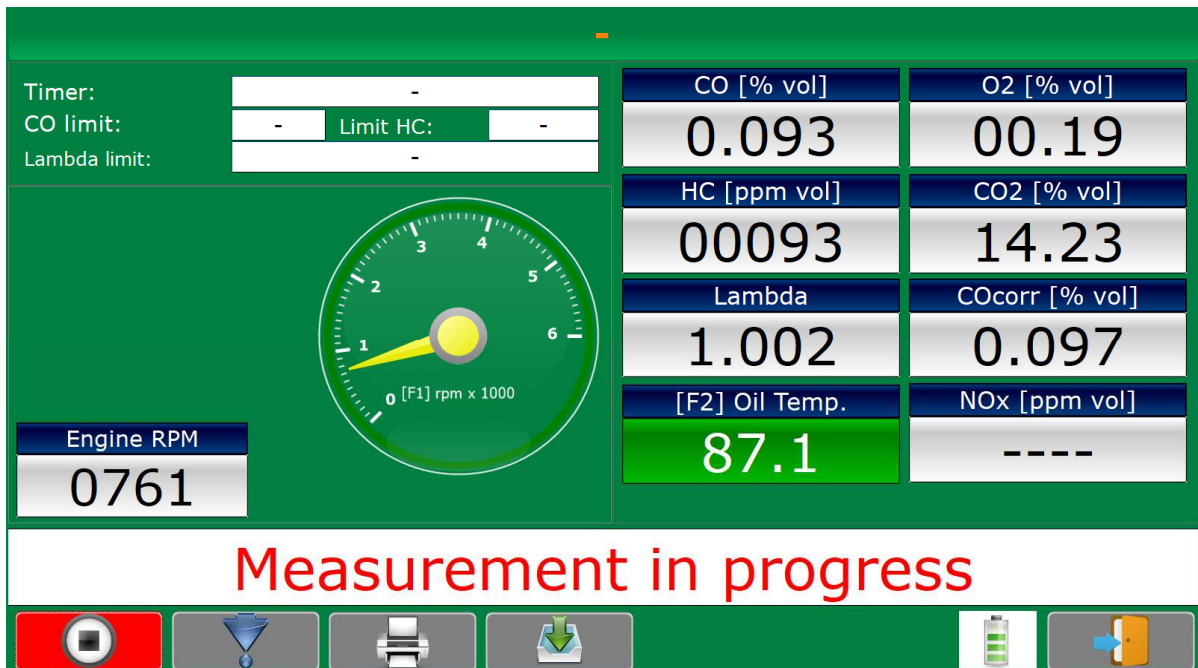 -
Timer: -
CO limit: - Limit HC: -
Lambda limit: -
CO [% vol] O2 [% vol]
0.093 00.19
HC [ppm vol] CO2 [% vol]
00093 14.23
Lambda COcorr [% vol]
1.002 0.097
[F2] Oil Temp. NOx [ppm vol]
87.1 ----
0 1 2 3 4 5 6
[F1] rpm x 1000
Engine RPM
0761
Measurement in progress